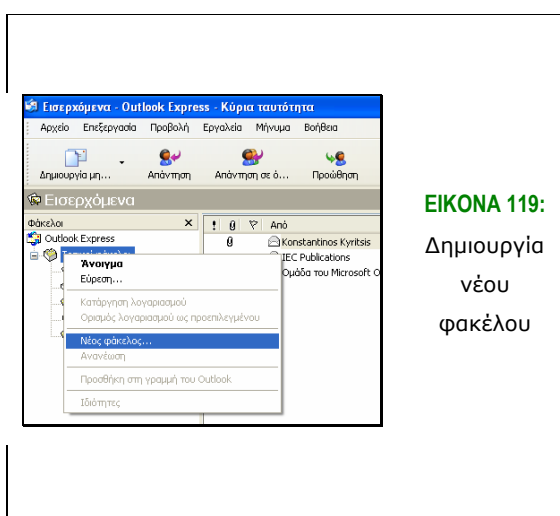 Εισερχόμενα - Outlook Expre ss - Κύρια ταυτότητα
Αρχείο Επεξεργασία Προβολή Εργαλεία Μήνυμα Βοήθεια
Δημιουργία μη... Απάντηση Απάντηση σε ό... Προώθηση
Εισερχόμενα
Φάκελοι
! Από
Outlook Express
Konstantinos Kyritsis
IEC Publications
Ομάδα του Microsoft O
Άνοιγμα
Εύρεση...
Κατάργηση λογαριασμού
Ορισμός λογαριασμού ως προεπιλεγμένου
Νέος φάκελος...
Ανανέωση
Προσθήκη στη γραμμή του Outlook
Ιδιότητες
ΕΙΚΟΝΑ 119:
Δημιουργία
νέου
φακέλου